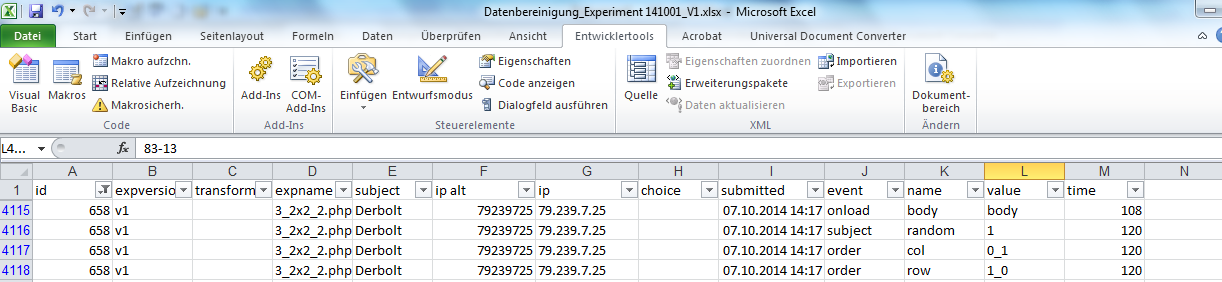 Datenbereinigung_Experiment 141001_V1.xlsx - Microsoft Excel
Datei Start Einfügen Seitenlayout Formeln Daten Überprüfen Ansicht Entwicklertools Acrobat Universal Document Converter
Visual Basic
Makros
Makro aufzchn.
Relative Aufzeichnung
Makrosicherh.
Code
Add-Ins
COM-Add-Ins
Add-Ins
Einfügen
Entwurfsmodus
Eigenschaften
Code anzeigen
Dialogfeld ausführen
Steuerelemente
Quelle
Eigenschaften zuordnen
Erweiterungspakete
Daten aktualisieren
Importieren
Exportieren
XML
Dokument-
bereich
Ändern
L4... fx 83-13
A B C D E F G H I J K L M N
1 id expversio transform expname subject ip alt ip choice submitted event name value time
4115 658 v1 3_2x2_2.php Derbolt 79239725 79.239.7.25 07.10.2014 14:17 onload body body 108
4116 658 v1 3_2x2_2.php Derbolt 79239725 79.239.7.25 07.10.2014 14:17 subject random 1 120
4117 658 v1 3_2x2_2.php Derbolt 79239725 79.239.7.25 07.10.2014 14:17 order col 0_1 120
4118 658 v1 3_2x2_2.php Derbolt 79239725 79.239.7.25 07.10.2014 14:17 order row 1_0 120